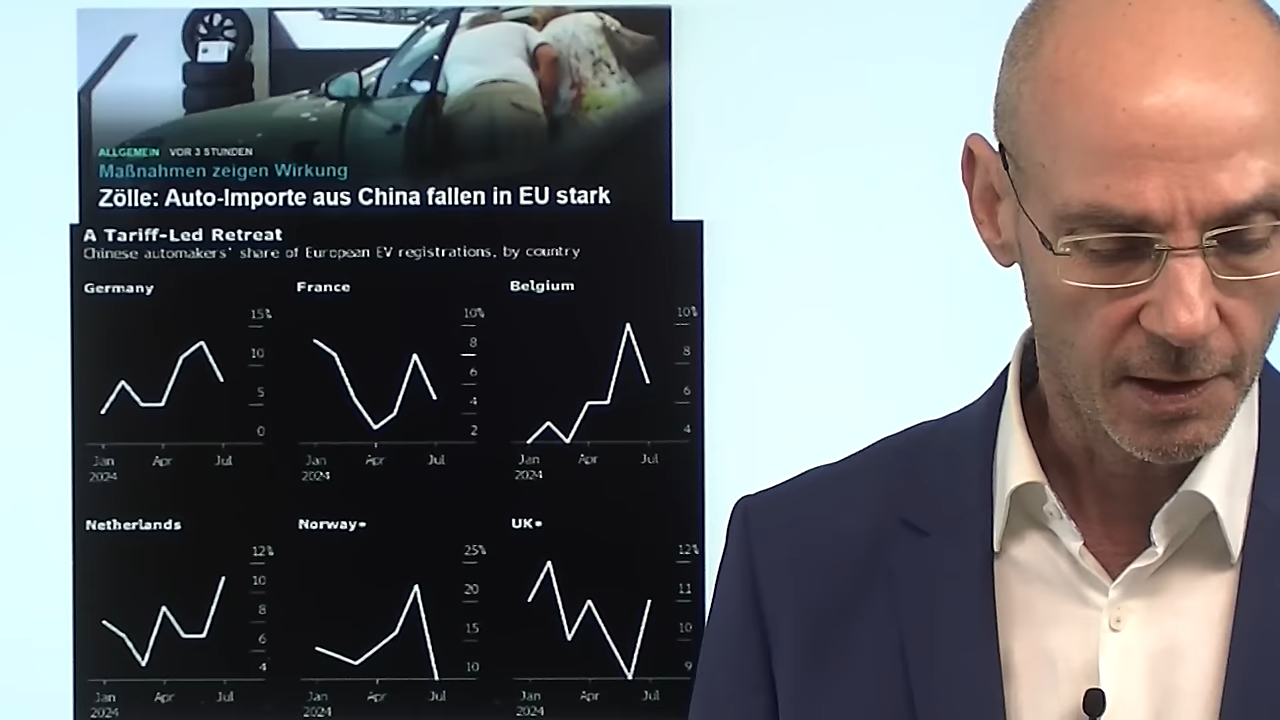 ALLGEMEIN VOR 3 STUNDEN
Maßnahmen zeigen Wirkung
Zölle: Auto-Importe aus China fallen in EU stark
A Tariff-Led Retreat
Chinese automakers' share of European EV registrations, by country
Germany
15%
10
5
0
Jan Apr Jul
2024
France
10%
8
6
4
2
Jan Apr Jul
2024
Belgium
10%
8
6
4
Jan Apr Jul
2024
Netherlands
12%
10
8
6
4
Jan Apr Jul
2024
Norway*
25%
20
15
10
Jan Apr Jul
2024
UK*
12%
11
10
9
Jan Apr Jul
2024